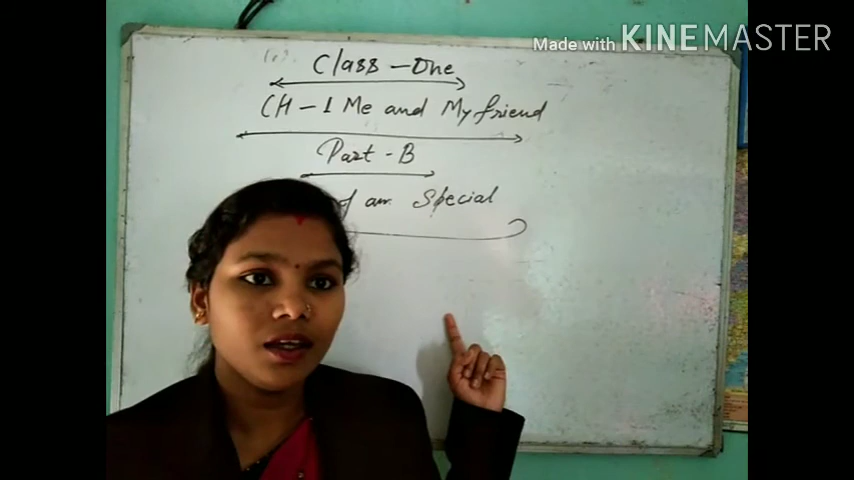 Made with KINEMASTER
Class - One
CH - 1 Me and My friend
Part - B
am Special